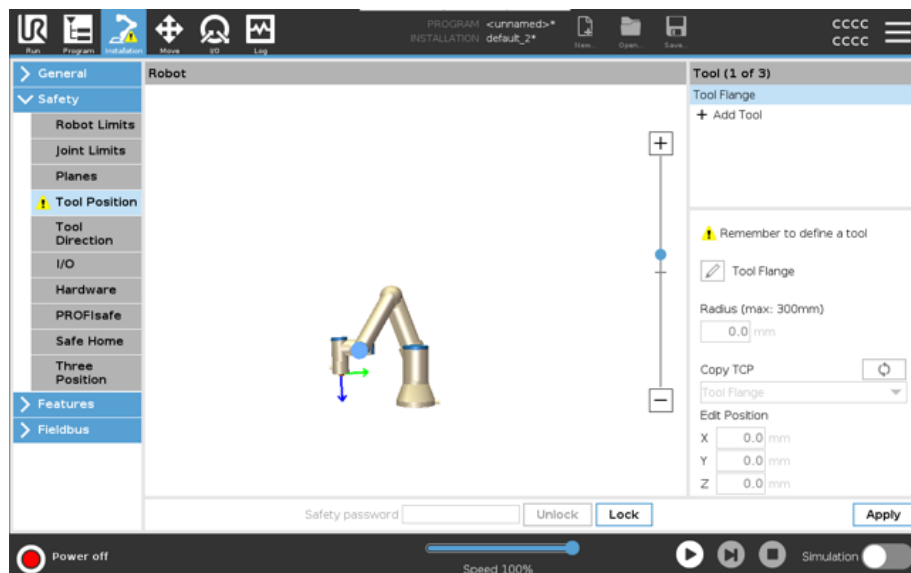 PROGRAM <unnamed>*
INSTALLATION default_2*
UR
Run
Program
Installation
Move
I/O
Log
New...
Open...
Save...
CCCC
CCCC
General
Safety
Robot Limits
Joint Limits
Planes
Tool Position
Tool
Direction
I/O
Hardware
PROFIsafe
Safe Home
Three
Position
Features
Fieldbus
Robot
Tool (1 of 3)
Tool Flange
+ Add Tool
Remember to define a tool
Tool Flange
Radius (max: 300mm)
0.0 mm
Copy TCP
Tool Flange
Edit Position
X 0.0 mm
Y 0.0 mm
Z 0.0 mm
Safety password
Unlock
Lock
Apply
Power off
Speed 100%
Simulation